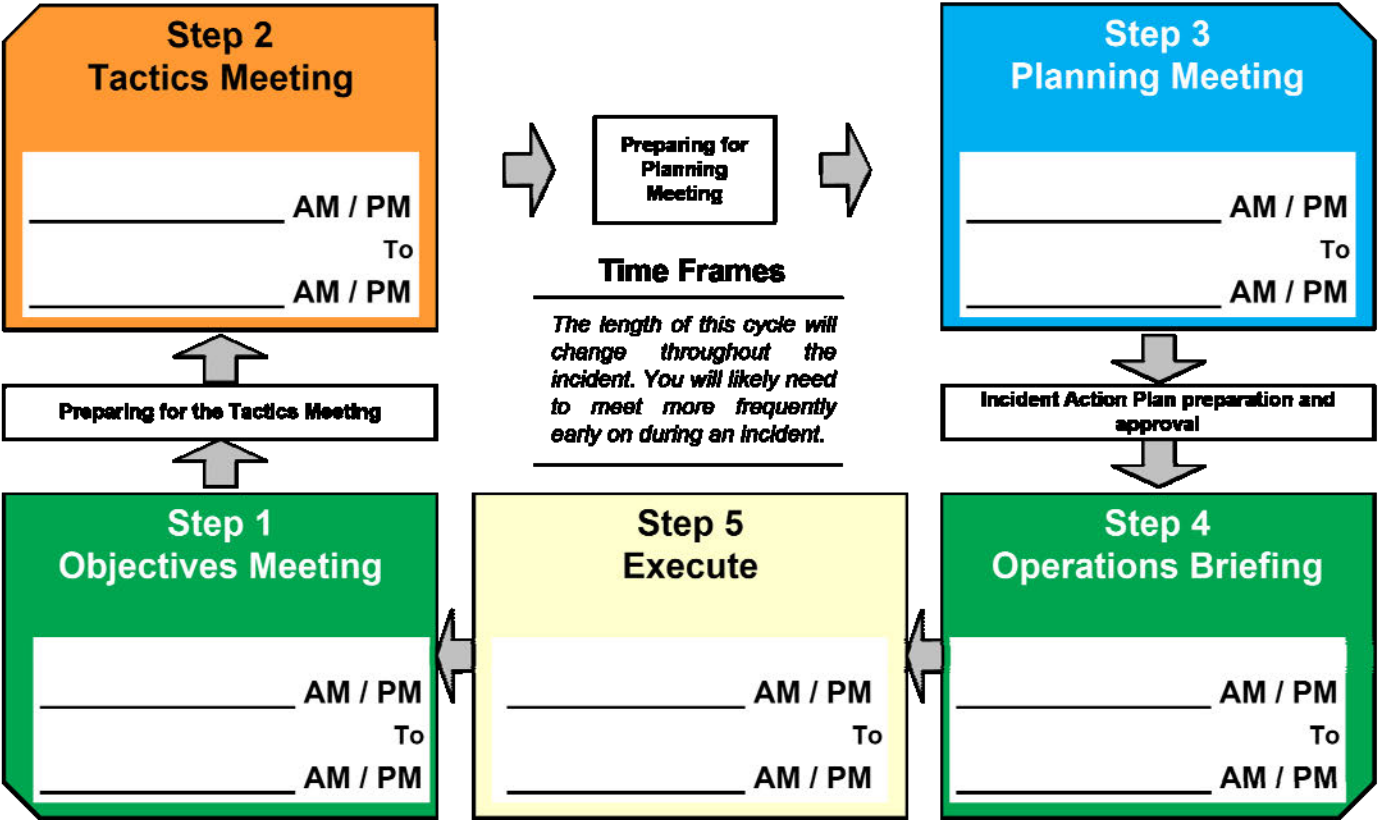 Step 2
Tactics Meeting
AM / PM
To
AM / PM
Preparing for
Planning
Meeting
Step 3
Planning Meeting
AM / PM
To
AM / PM
Time Frames
The length of this cycle will
change throughout the
incident. You will likely need
to meet more frequently
early on during an incident.
Preparing for the Tactics Meeting
Incident Action Plan preparation and
approval
Step 1
Objectives Meeting
AM / PM
To
AM / PM
Step 5
Execute
AM / PM
To
AM / PM
Step 4
Operations Briefing
AM / PM
To
AM / PM